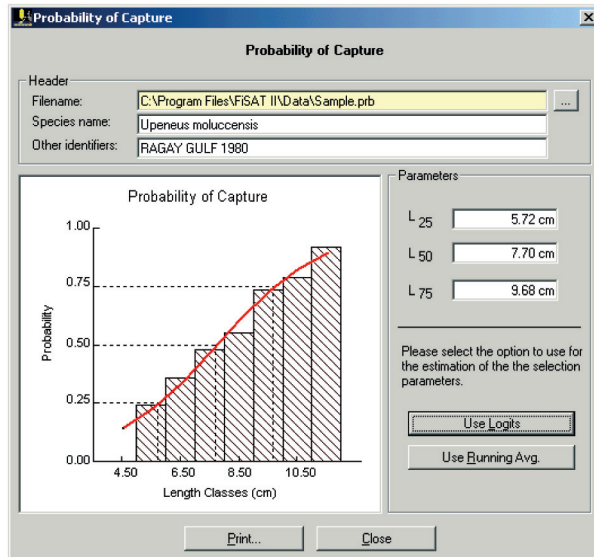 Probability of Capture
Probability of Capture
Header
Filename: C:\Program Files\FiSAT II\Data\Sample.prb ...
Species name: Upeneus moluccensis
Other identifiers: RAGAY GULF 1980
Probability of Capture
1.00
0.75
0.50
0.25
0.00
Probability
4.50 6.50 8.50 10.50
Length Classes (cm)
Parameters
L 25 5.72 cm
L 50 7.70 cm
L 75 9.68 cm
Please select the option to use for
the estimation of the the selection
parameters.
Use Logits
Use Running Avg.
Print... Close